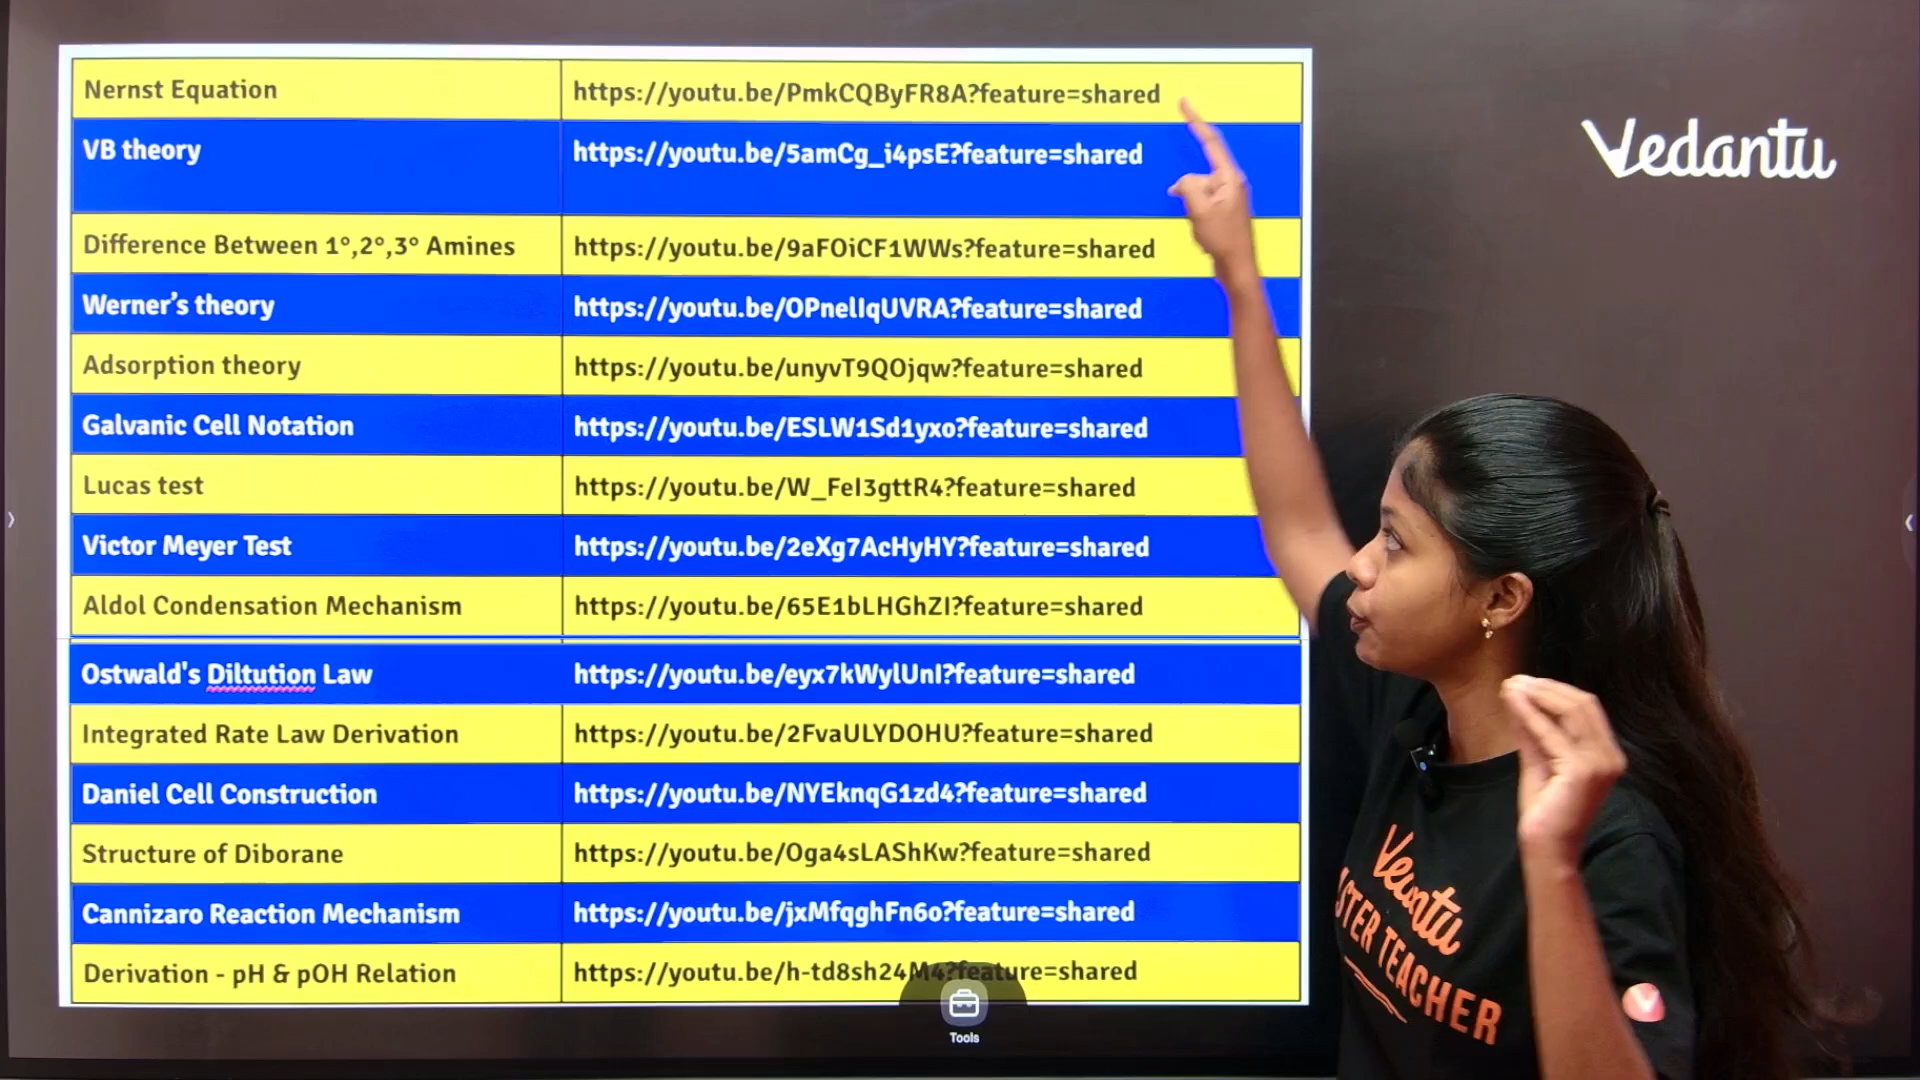 Nernst Equation https://youtu.be/PmkCQByFR8A?feature=shared
VB theory https://youtu.be/5amCg_i4psE?feature=shared
Difference Between 1°,2°,3° Amines https://youtu.be/9aFOiCF1WWs?feature=shared
Werner’s theory https://youtu.be/OPnelIqUVRA?feature=shared
Adsorption theory https://youtu.be/unyvT9QOjqw?feature=shared
Galvanic Cell Notation https://youtu.be/ESLW1Sd1yxo?feature=shared
Lucas test https://youtu.be/W_FeI3gttR4?feature=shared
Victor Meyer Test https://youtu.be/2eXg7AcHyHY?feature=shared
Aldol Condensation Mechanism https://youtu.be/65E1bLHGhZI?feature=shared
Ostwald's Diltution Law https://youtu.be/eyx7kWylUnI?feature=shared
Integrated Rate Law Derivation https://youtu.be/2FvaULYDOHU?feature=shared
Daniel Cell Construction https://youtu.be/NYEknqG1zd4?feature=shared
Structure of Diborane https://youtu.be/Oga4sLAShKw?feature=shared
Cannizaro Reaction Mechanism https://youtu.be/jxMfqghFn6o?feature=shared
Derivation - pH & pOH Relation https://youtu.be/h-td8sh24M4?feature=shared
Tools
Vedantu
Vedantu
STER TEACHER